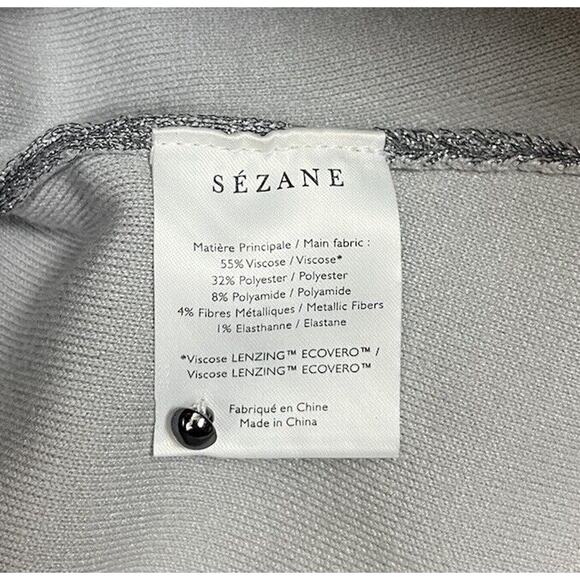 SÉZANE
Matière Principale / Main fabric :
55% Viscose / Viscose*
32% Polyester / Polyester
8% Polyamide / Polyamide
4% Fibres Métalliques / Metallic Fibers
1% Elasthanne / Elastane
*Viscose LENZING™ ECOVERO™ /
Viscose LENZING™ ECOVERO™
Fabriqué en Chine
Made in China